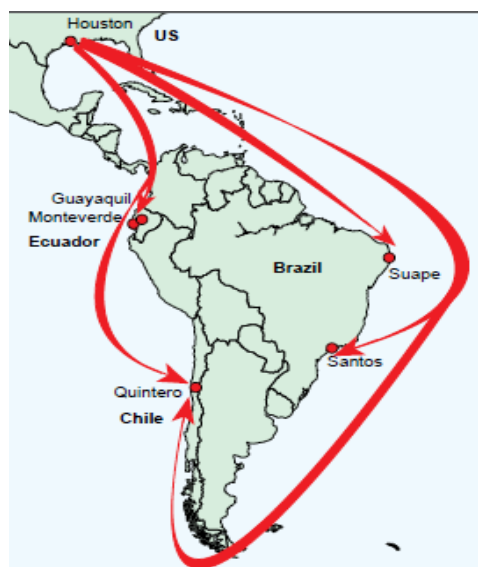 Houston
US
Guayaquil
Monteverde
Ecuador
Brazil
Suape
Santos
Quintero
Chile